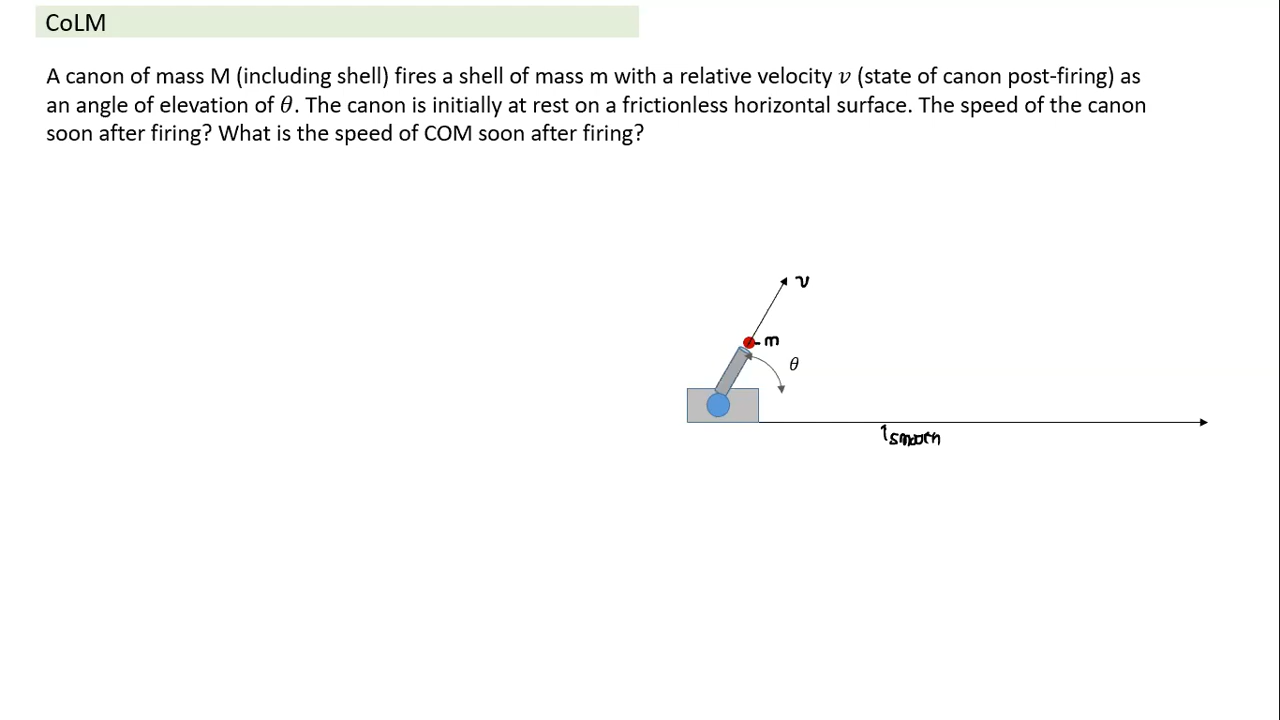 CoLM
A canon of mass M (including shell) fires a shell of mass m with a relative velocity 𝑣 (state of canon post-firing) as
an angle of elevation of 𝜃. The canon is initially at rest on a frictionless horizontal surface. The speed of the canon
soon after firing? What is the speed of COM soon after firing?
v
m
θ
smooth